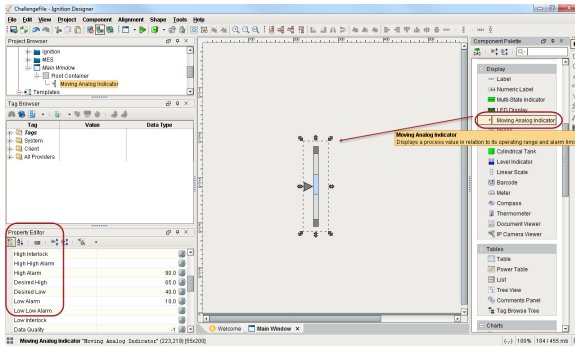 ChallengeFile - Ignition Designer
File Edit View Project Component Alignment Shape Tools Help
Project Browser
Ignition
MES
Main Window
Root Container
Moving Analog Indicator
Templates
Tag Browser
Tag Value Data Type
Tags
System
Client
All Providers
Property Editor
High Interlock
High High Alarm
High Alarm 90.0
Desired High 65.0
Desired Low 40.0
Low Alarm 10.0
Low Low Alarm
Data Quality -1
Welcome Main Window
Component Palette
Display
Label
Numeric Label
Multi-State Indicator
LED Display
Moving Analog Indicator
Moving Analog Indicator
Displays a process value in relation to its operating range and alarm limi
Cylindrical Tank
Level Indicator
Linear Scale
Barcode
Meter
Compass
Thermometer
Document Viewer
IP Camera Viewer
Tables
Table
Power Table
List
Tree View
Comments Panel
Tag Browse Tree
Charts
Moving Analog Indicator "Moving Analog Indicator" (223,219) [55x200]
100% 184 / 455 mb